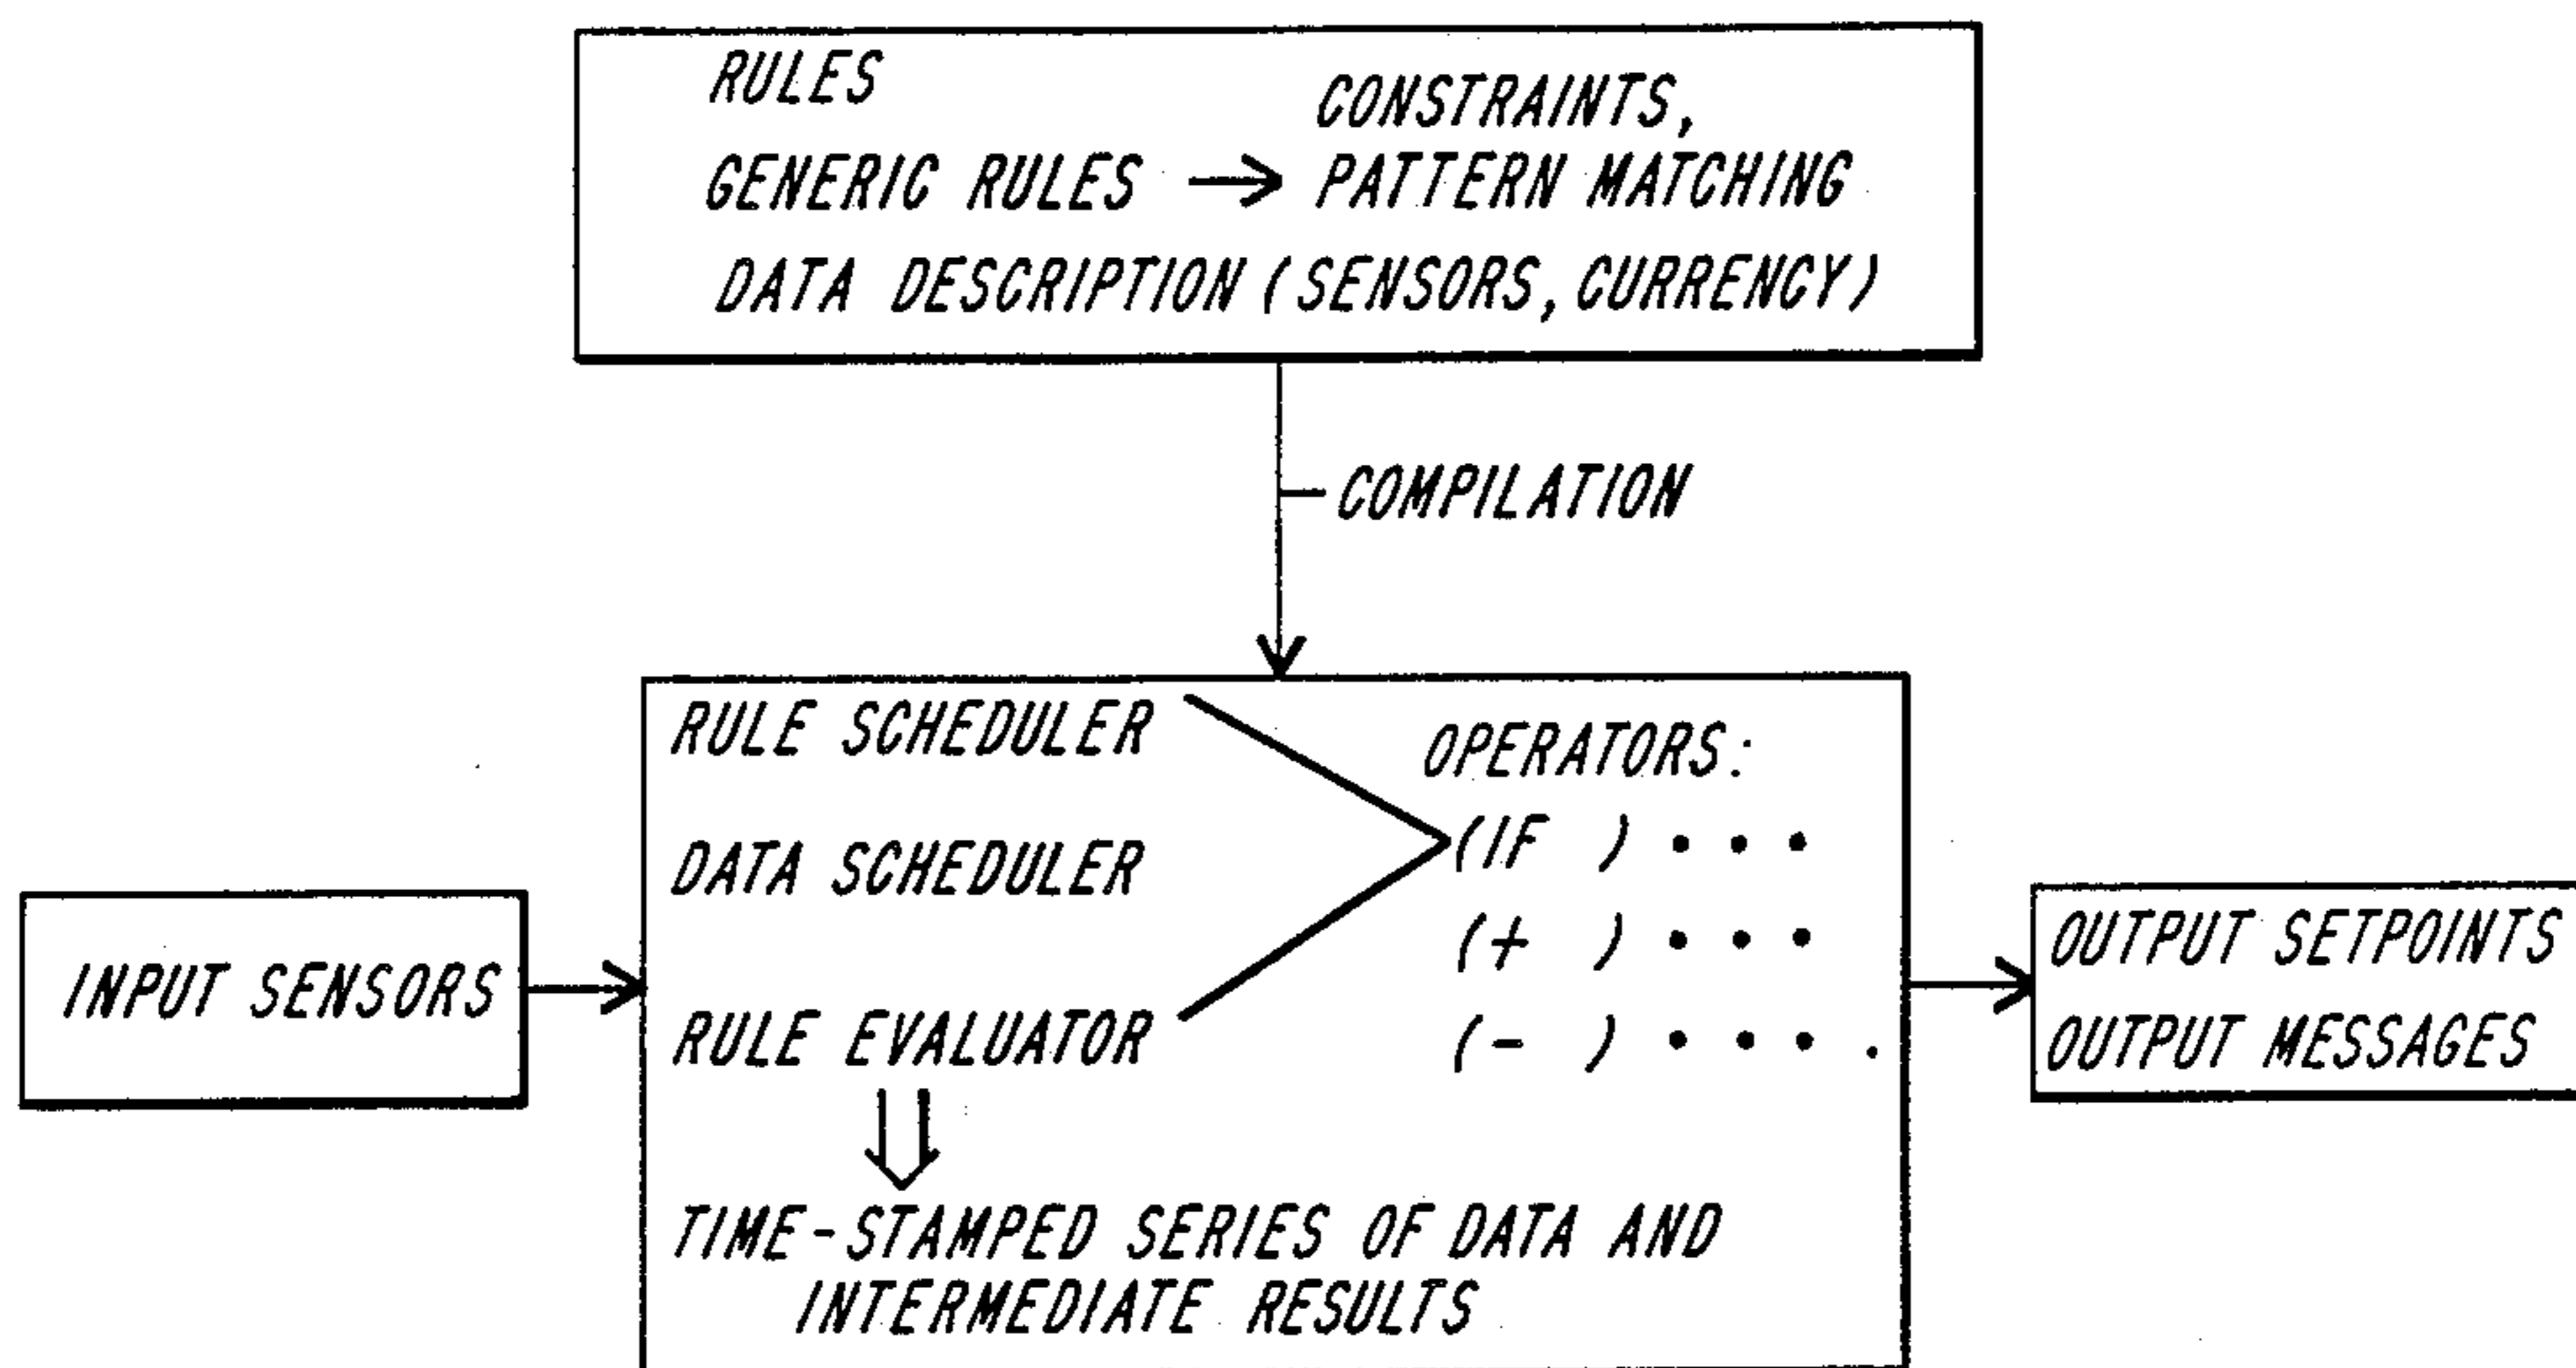 RULES
CONSTRAINTS,
GENERIC RULES → PATTERN MATCHING
DATA DESCRIPTION (SENSORS, CURRENCY)
COMPILATION
RULE SCHEDULER
OPERATORS:
(IF ) • • •
DATA SCHEDULER
(+ ) • • •
INPUT SENSORS
RULE EVALUATOR
(- ) • • • .
TIME-STAMPED SERIES OF DATA AND
INTERMEDIATE RESULTS
OUTPUT SETPOINTS
OUTPUT MESSAGES